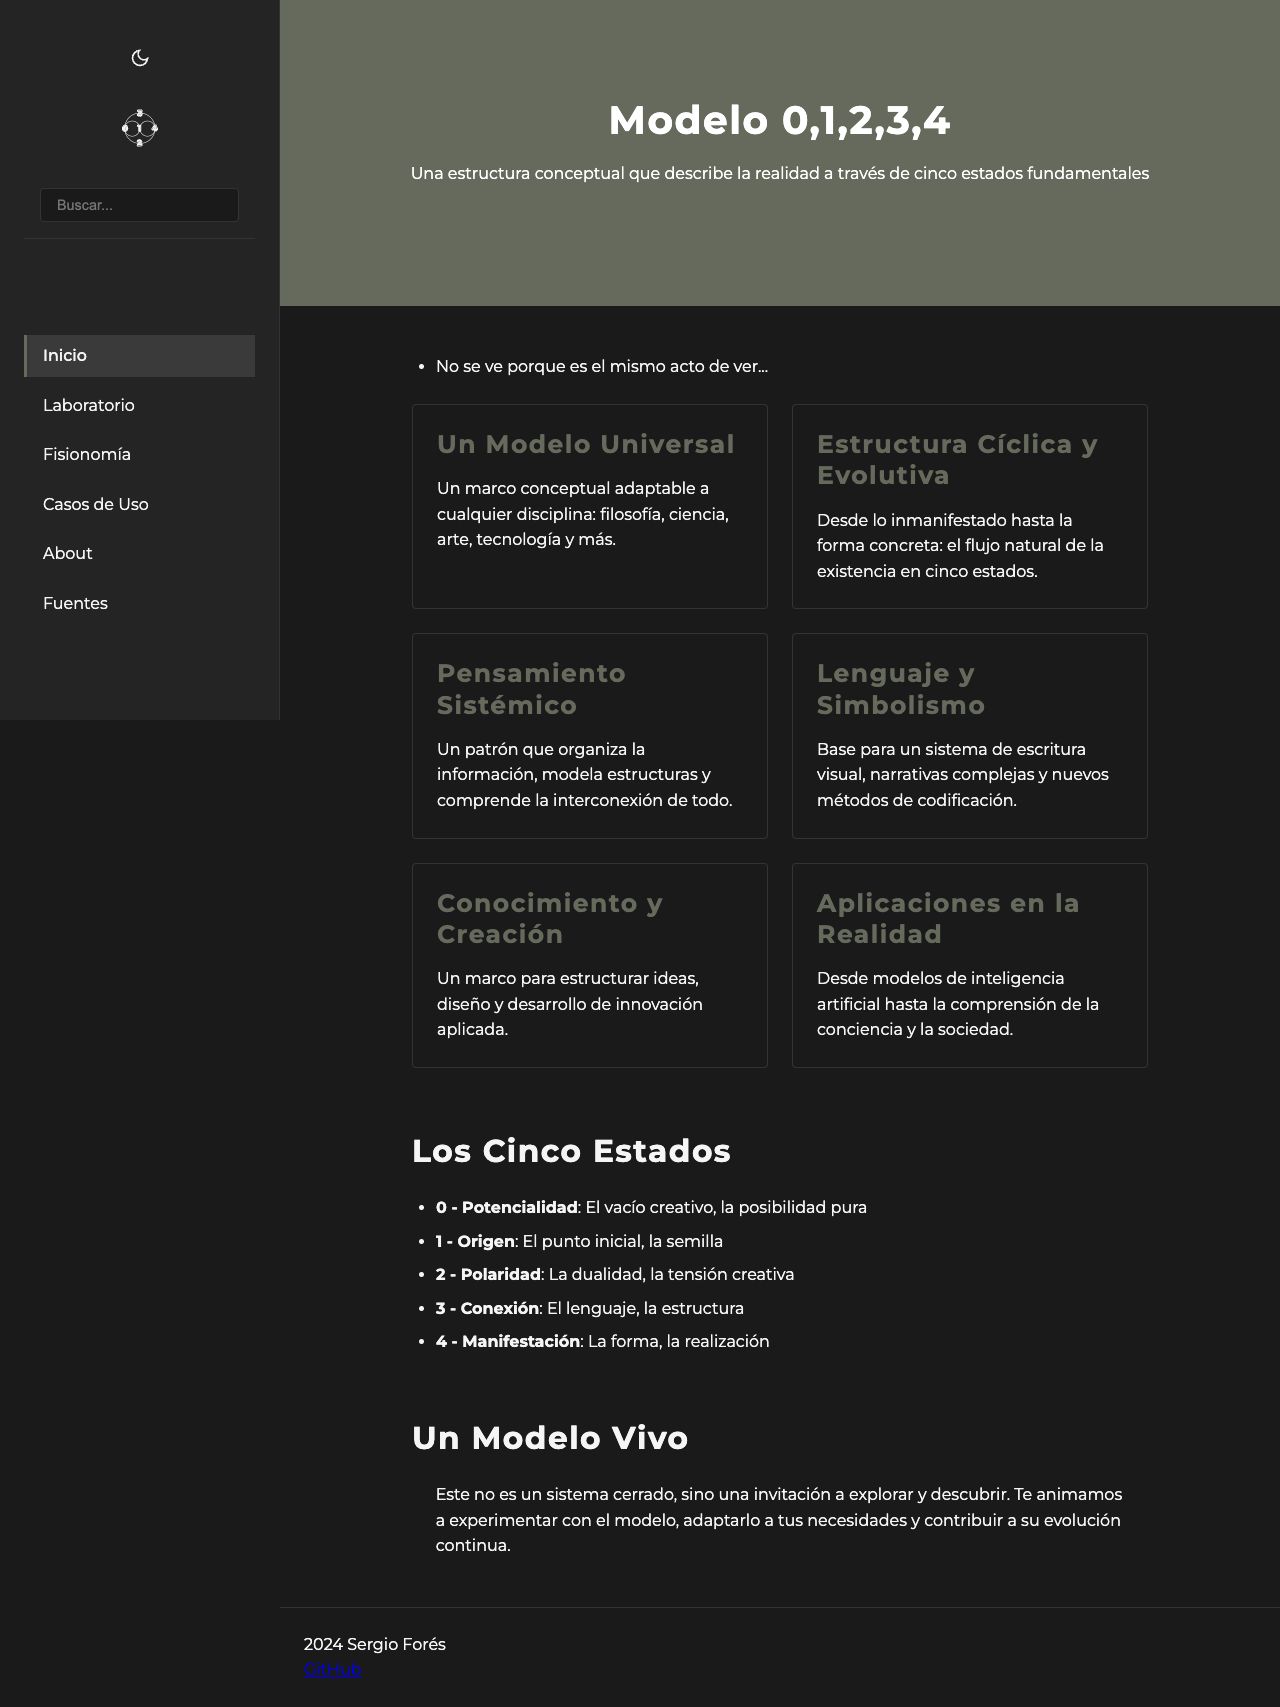 Buscar...
Inicio
Laboratorio
Fisionomía
Casos de Uso
About
Fuentes
Modelo 0,1,2,3,4
Una estructura conceptual que describe la realidad a través de cinco estados fundamentales
• No se ve porque es el mismo acto de ver...
Un Modelo Universal
Un marco conceptual adaptable a
cualquier disciplina: filosofía, ciencia,
arte, tecnología y más.
Estructura Cíclica y
Evolutiva
Desde lo inmanifestado hasta la
forma concreta: el flujo natural de la
existencia en cinco estados.
Pensamiento
Sistémico
Un patrón que organiza la
información, modela estructuras y
comprende la interconexión de todo.
Lenguaje y
Simbolismo
Base para un sistema de escritura
visual, narrativas complejas y nuevos
métodos de codificación.
Conocimiento y
Creación
Un marco para estructurar ideas,
diseño y desarrollo de innovación
aplicada.
Aplicaciones en la
Realidad
Desde modelos de inteligencia
artificial hasta la comprensión de la
conciencia y la sociedad.
Los Cinco Estados
• 0 - Potencialidad: El vacío creativo, la posibilidad pura
• 1 - Origen: El punto inicial, la semilla
• 2 - Polaridad: La dualidad, la tensión creativa
• 3 - Conexión: El lenguaje, la estructura
• 4 - Manifestación: La forma, la realización
Un Modelo Vivo
Este no es un sistema cerrado, sino una invitación a explorar y descubrir. Te animamos
a experimentar con el modelo, adaptarlo a tus necesidades y contribuir a su evolución
continua.
2024 Sergio Forés
GitHub